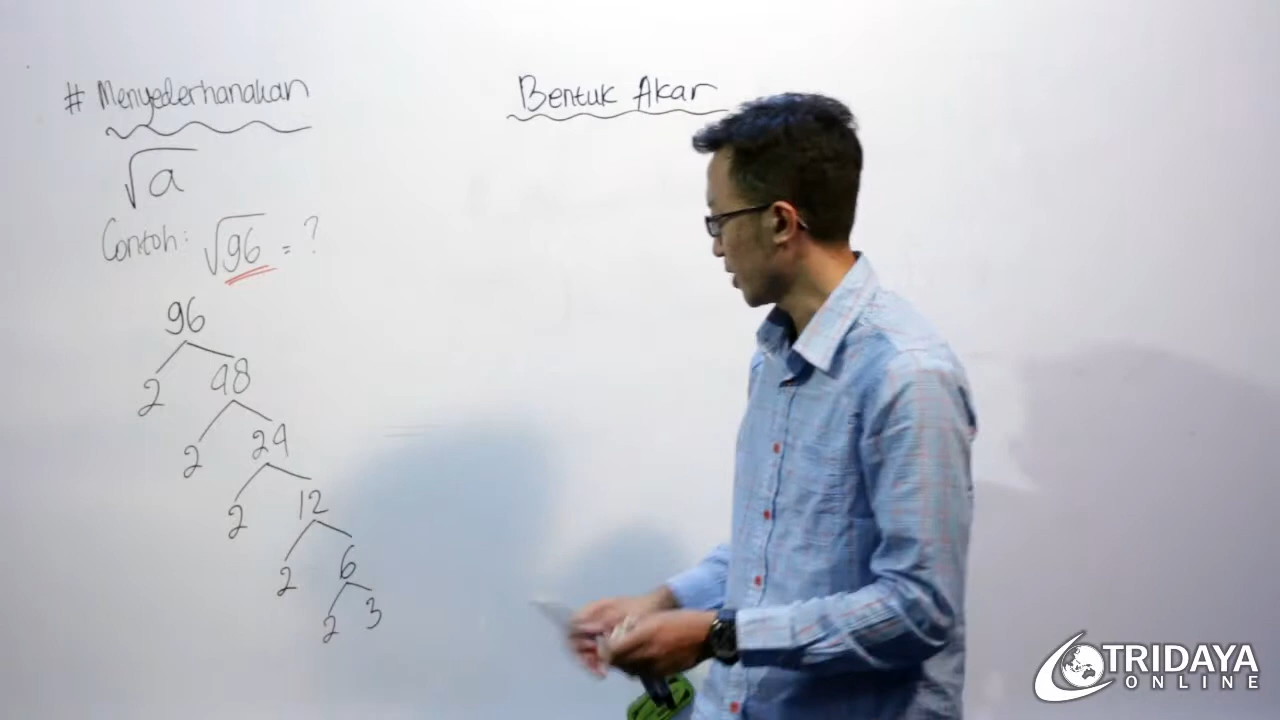 # Menyederhanakan
√a
Contoh: √96 = ?
96
2 48
2 24
2 12
2 6
2 3
Bentuk Akar
TRIDAYA
ONLINE